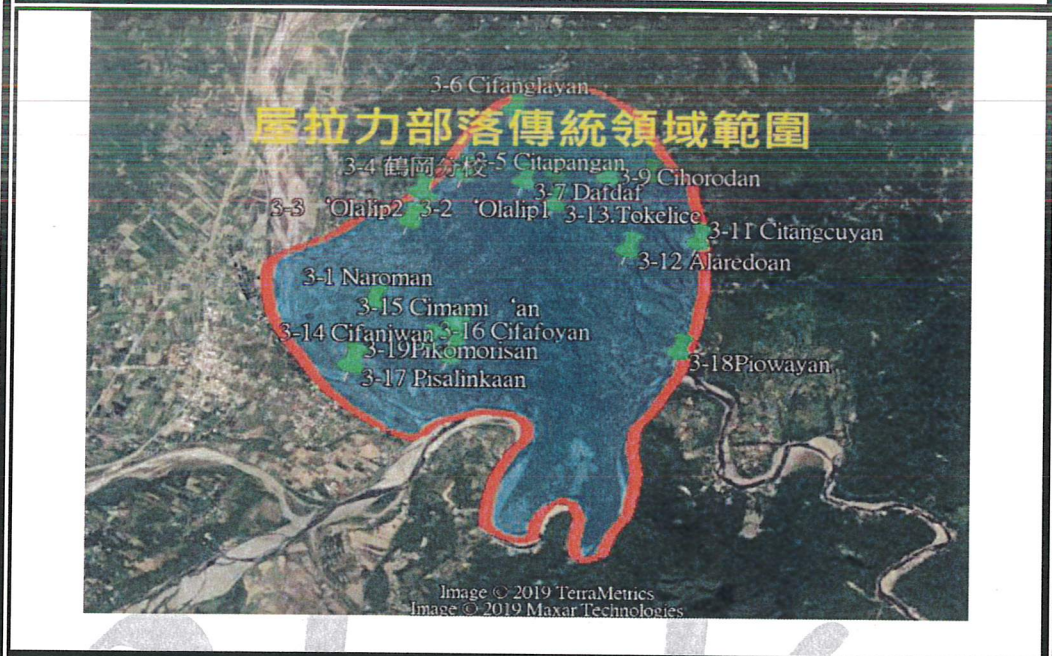 3-6 Cifanglayan
屋拉力部落傳統領域範圍
3-4 鶴岡分校
3-5 Citapangan
3-9 Cihorodan
3-7 Dafdaf
3-3 ‘Olalip2
3-2 ‘Olalip1
3-13.Tokelice
3-11 Citangcuyan
3-12 Alaredoan
3-1 Naroman
3-15 Cimami ‘an
3-14 Cifaniwan
3-16 Cifafoyan
3-19Pikomorisan
3-18Piowayan
3-17 Pisalinkaan
Image © 2019 TerraMetrics
Image © 2019 Maxar Technologies